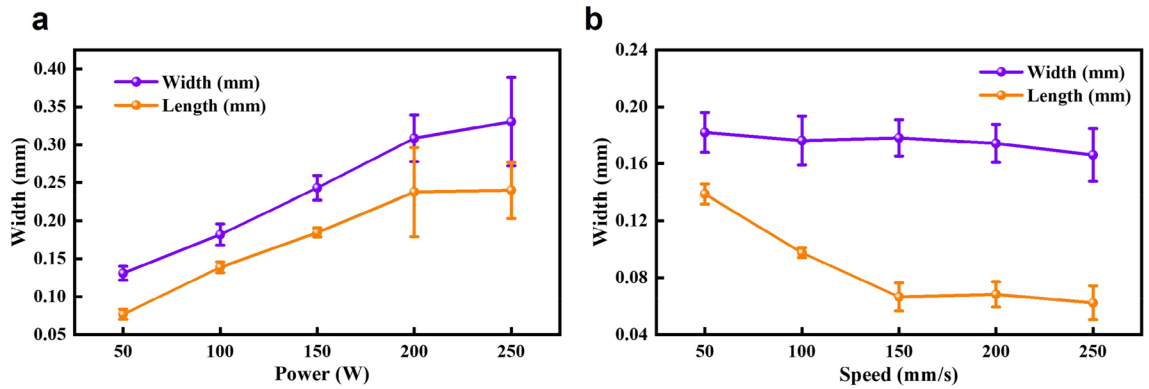 a
0.40
0.35
0.30
0.25
0.20
0.15
0.10
0.05
Width (mm)
Width (mm)
Length (mm)
50 100 150 200 250
Power (W)
b
0.24
0.20
0.16
0.12
0.08
0.04
Width (mm)
Width (mm)
Length (mm)
50 100 150 200 250
Speed (mm/s)